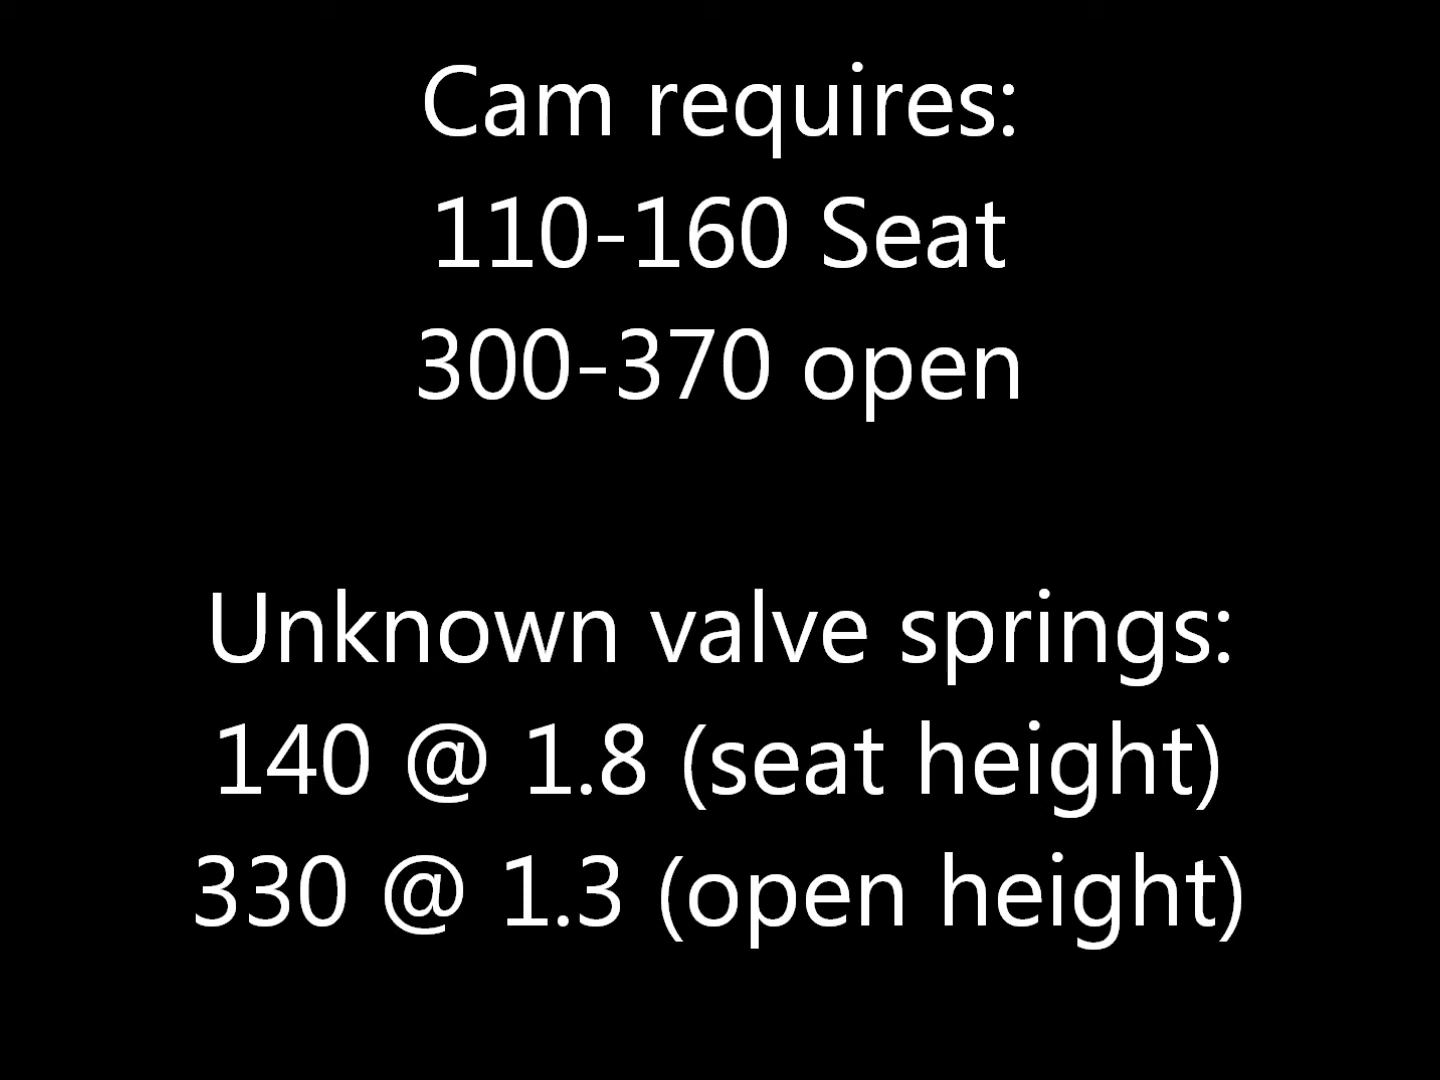 Cam requires:
110-160 Seat
300-370 open
Unknown valve springs:
140 @ 1.8 (seat height)
330 @ 1.3 (open height)